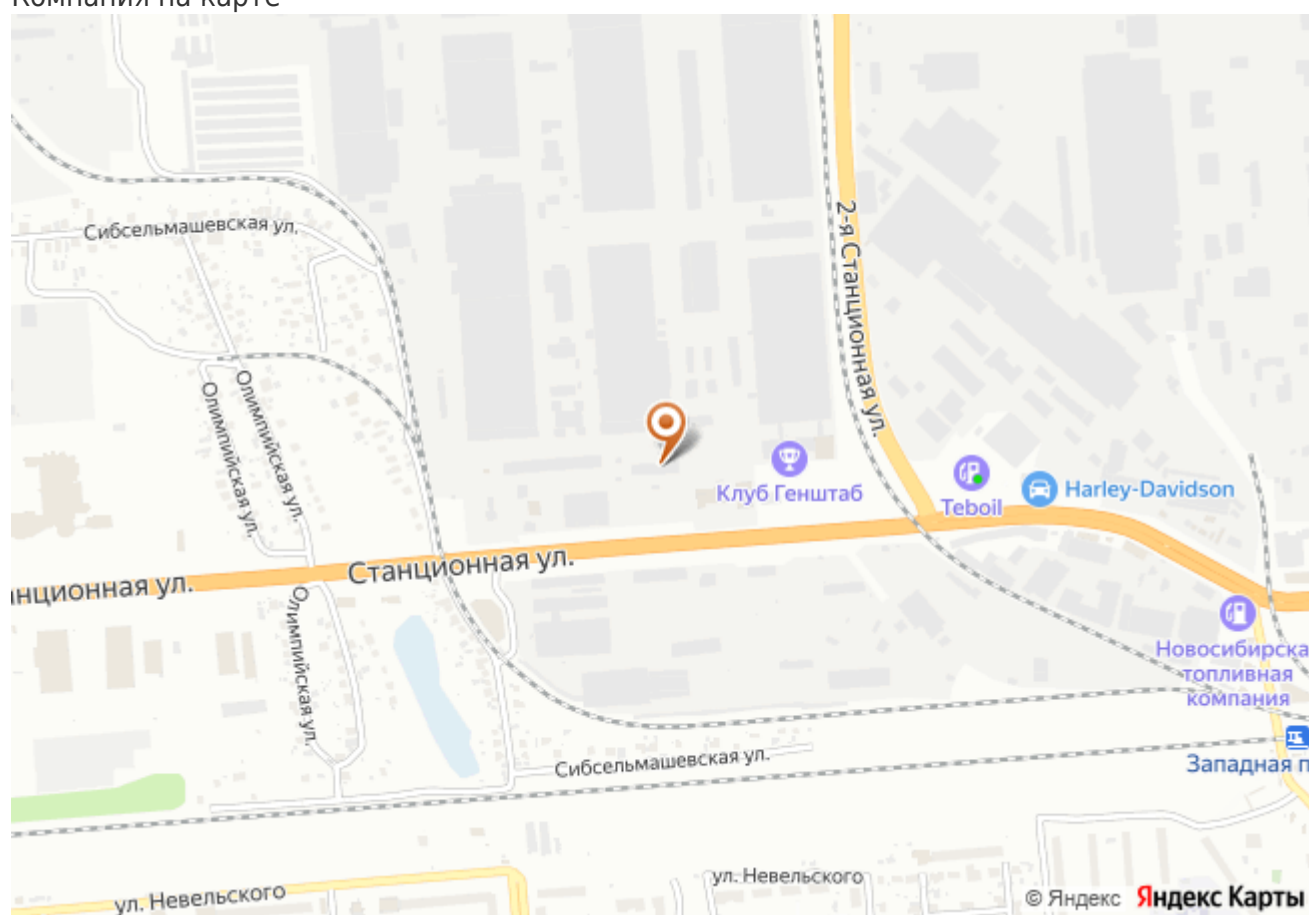 Компания на карте
Сибсельмашевская ул.
2-я Станционная ул.
Олимпийская ул.
Олимпийская ул.
Клуб Генштаб
Teboil
Harley-Davidson
Станционная ул.
нционная ул.
Олимпийская ул.
Новосибирска
топливная
компания
Сибсельмашевская ул.
Западная п
ул. Невельского
ул. Невельского
© Яндекс Яндекс Карты